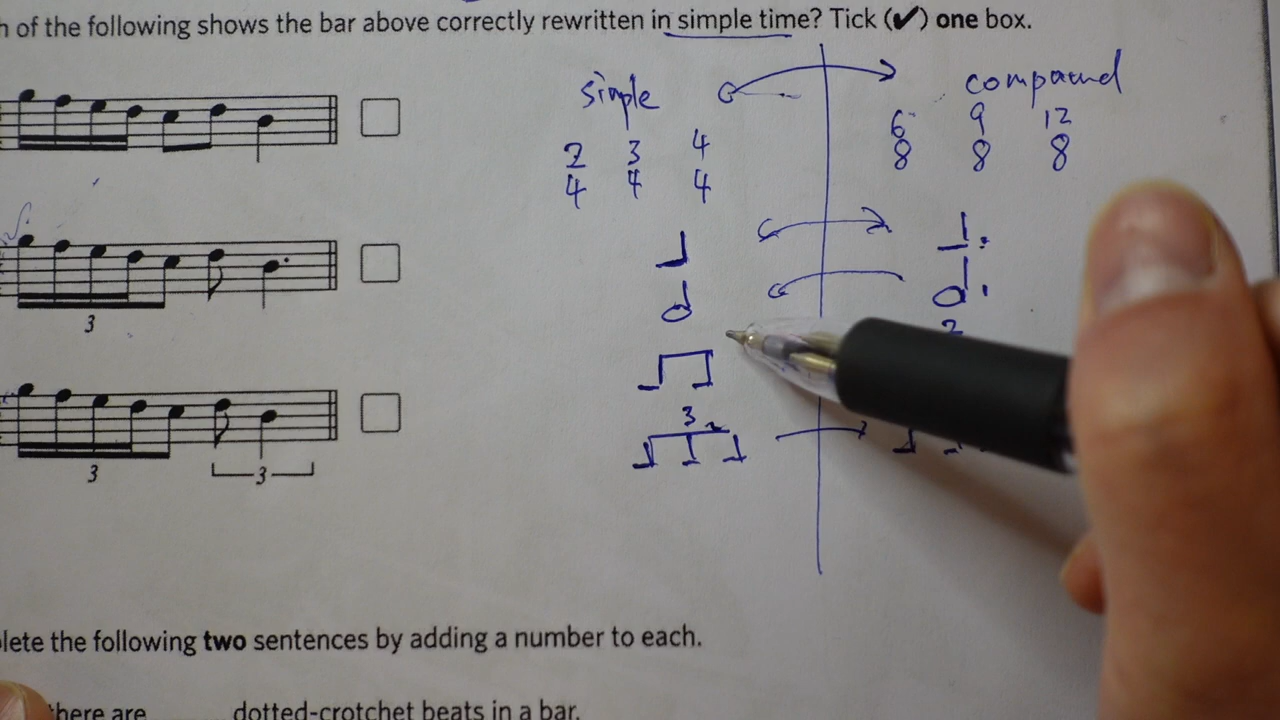 n of the following shows the bar above correctly rewritten in simple time? Tick (✔) one box.
simple
compound
2 3 4
4 4 4
6 9 12
8 8 8
3
2
3
3
3
lete the following two sentences by adding a number to each.
here are ______ dotted-crotchet beats in a bar.